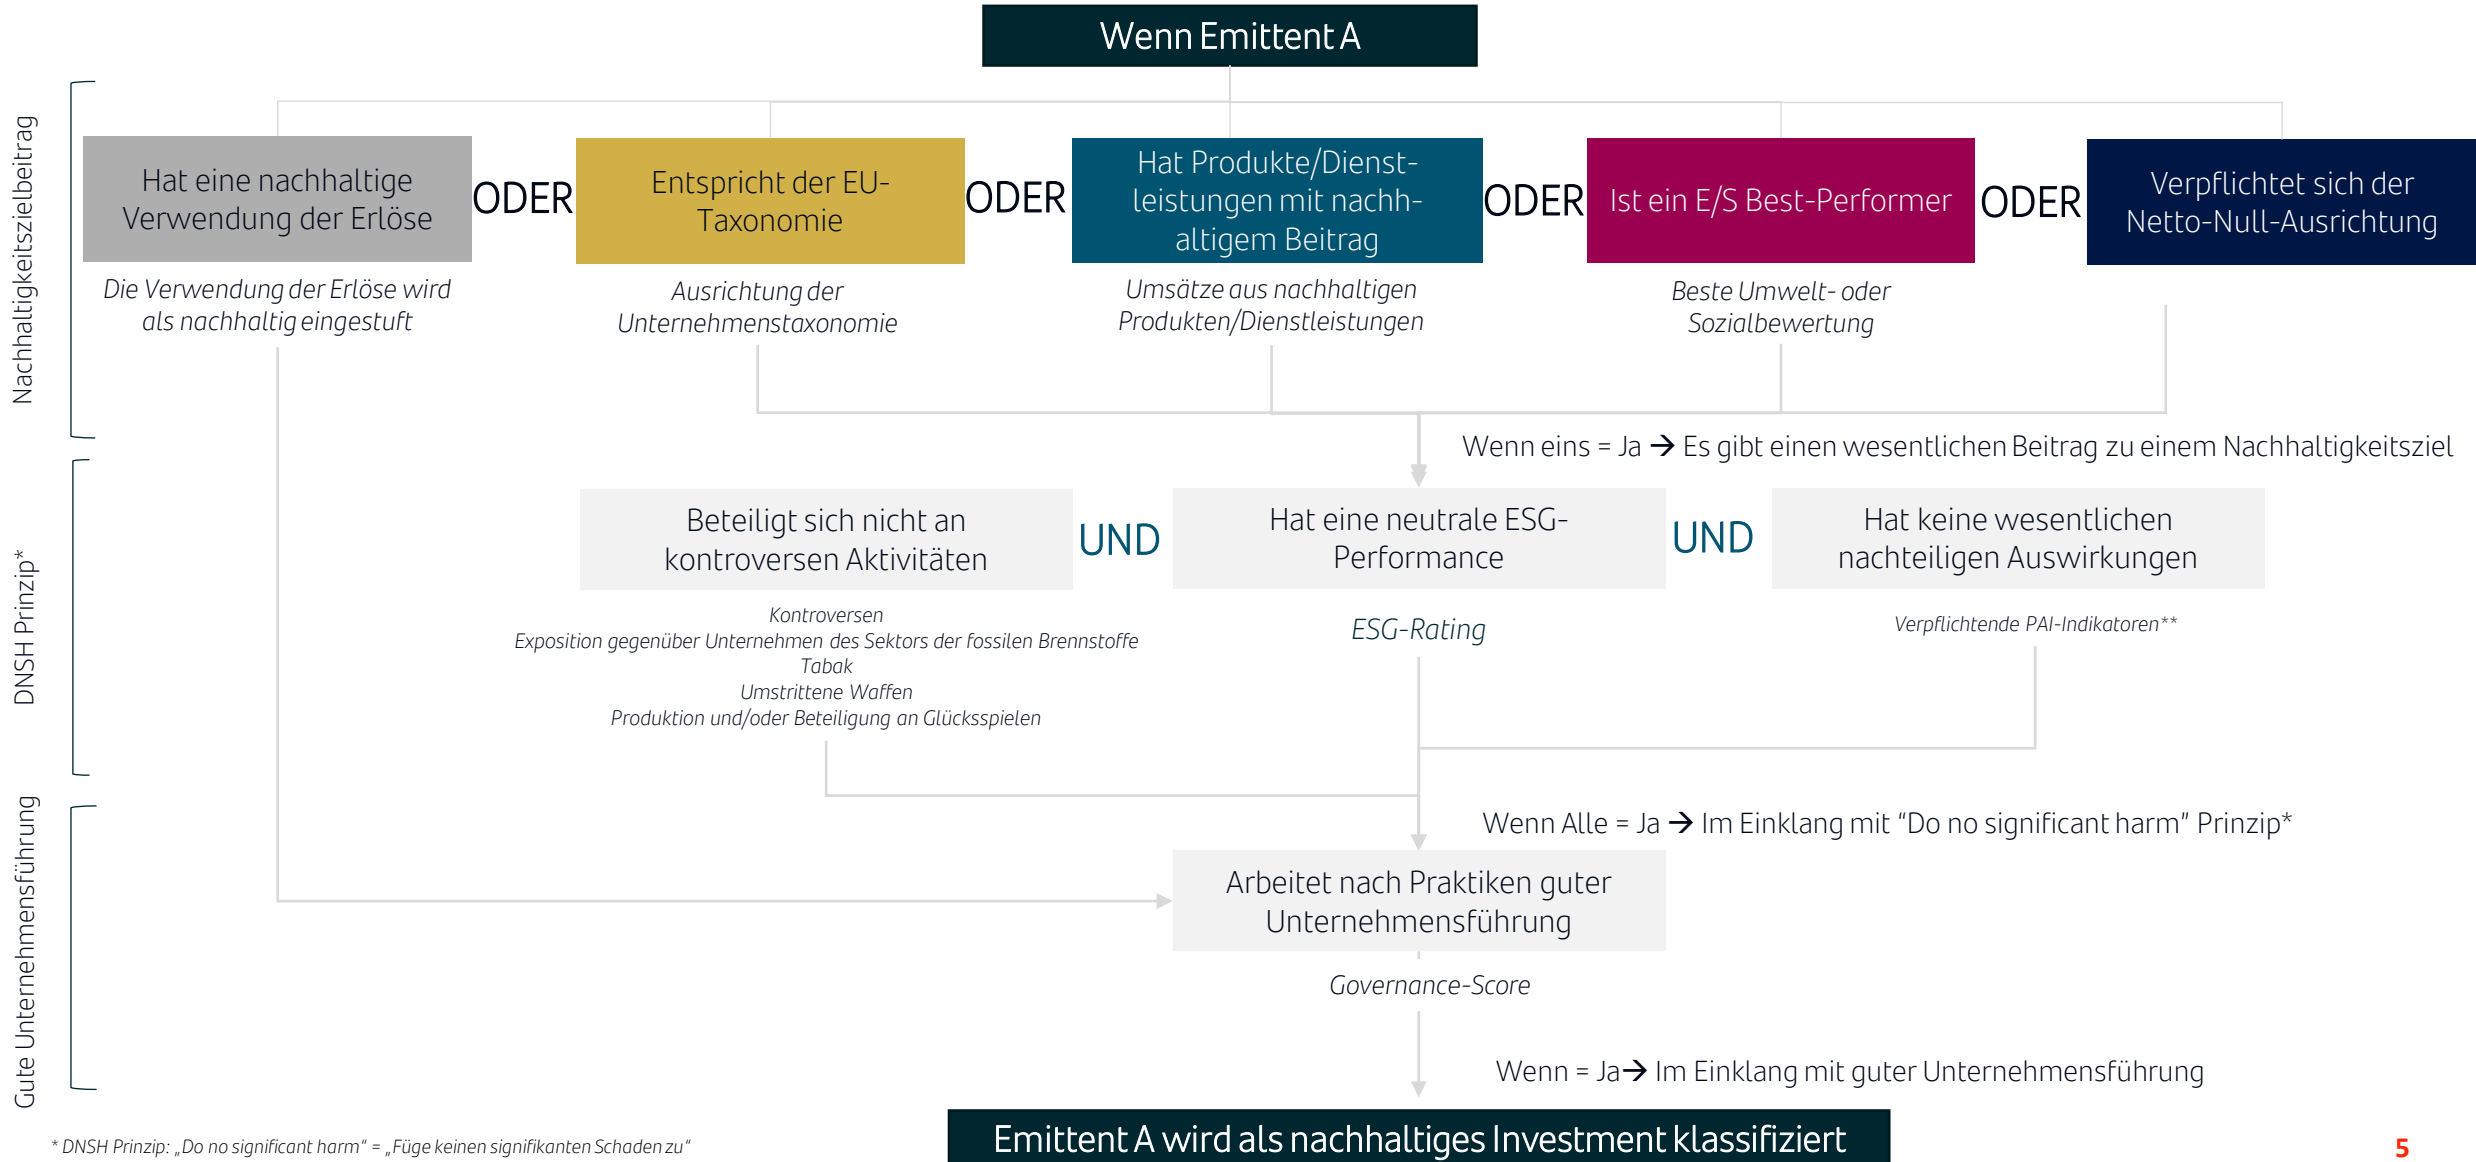 Wenn Emittent A
Nachhaltigkeitszielbeitrag
Hat eine nachhaltige
Verwendung der Erlöse
ODER
Entspricht der EU-
Taxonomie
ODER
Hat Produkte/Dienst-
leistungen mit nachh-
altigem Beitrag
ODER
Ist ein E/S Best-Performer
ODER
Verpflichtet sich der
Netto-Null-Ausrichtung
Die Verwendung der Erlöse wird
als nachhaltig eingestuft
Ausrichtung der
Unternehmenstaxonomie
Umsätze aus nachhaltigen
Produkten/Dienstleistungen
Beste Umwelt- oder
Sozialbewertung
Wenn eins = Ja → Es gibt einen wesentlichen Beitrag zu einem Nachhaltigkeitsziel
DNSH Prinzip*
Beteiligt sich nicht an
kontroversen Aktivitäten
UND
Hat eine neutrale ESG-
Performance
UND
Hat keine wesentlichen
nachteiligen Auswirkungen
Kontroversen
Exposition gegenüber Unternehmen des Sektors der fossilen Brennstoffe
Tabak
Umstrittene Waffen
Produktion und/oder Beteiligung an Glücksspielen
ESG-Rating
Verpflichtende PAI-Indikatoren**
Wenn Alle = Ja → Im Einklang mit "Do no significant harm" Prinzip*
Gute Unternehmensführung
Arbeitet nach Praktiken guter
Unternehmensführung
Governance-Score
Wenn = Ja→ Im Einklang mit guter Unternehmensführung
Emittent A wird als nachhaltiges Investment klassifiziert
* DNSH Prinzip: „Do no significant harm" = „Füge keinen signifikanten Schaden zu"
5